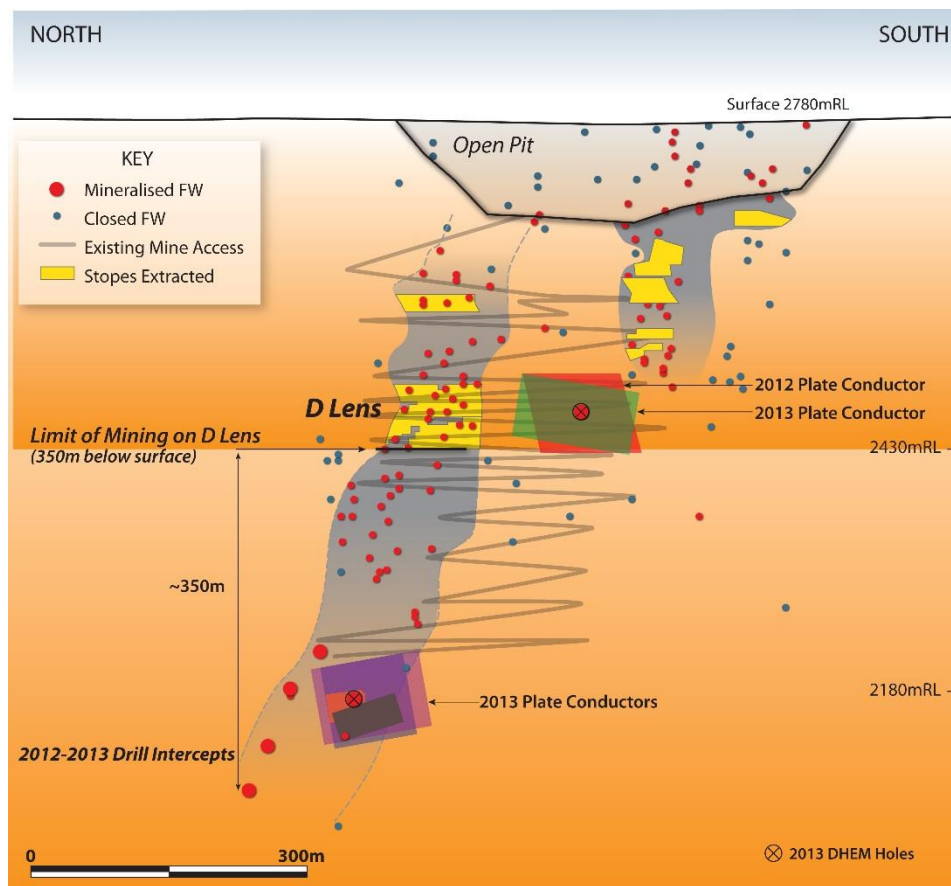 NORTH
SOUTH
Surface 2780mRL
Open Pit
KEY
Mineralised FW
Closed FW
Existing Mine Access
Stopes Extracted
2012 Plate Conductor
D Lens
2013 Plate Conductor
Limit of Mining on D Lens
(350m below surface)
2430mRL
~350m
2180mRL
2013 Plate Conductors
2012-2013 Drill Intercepts
0
300m
2013 DHEM Holes